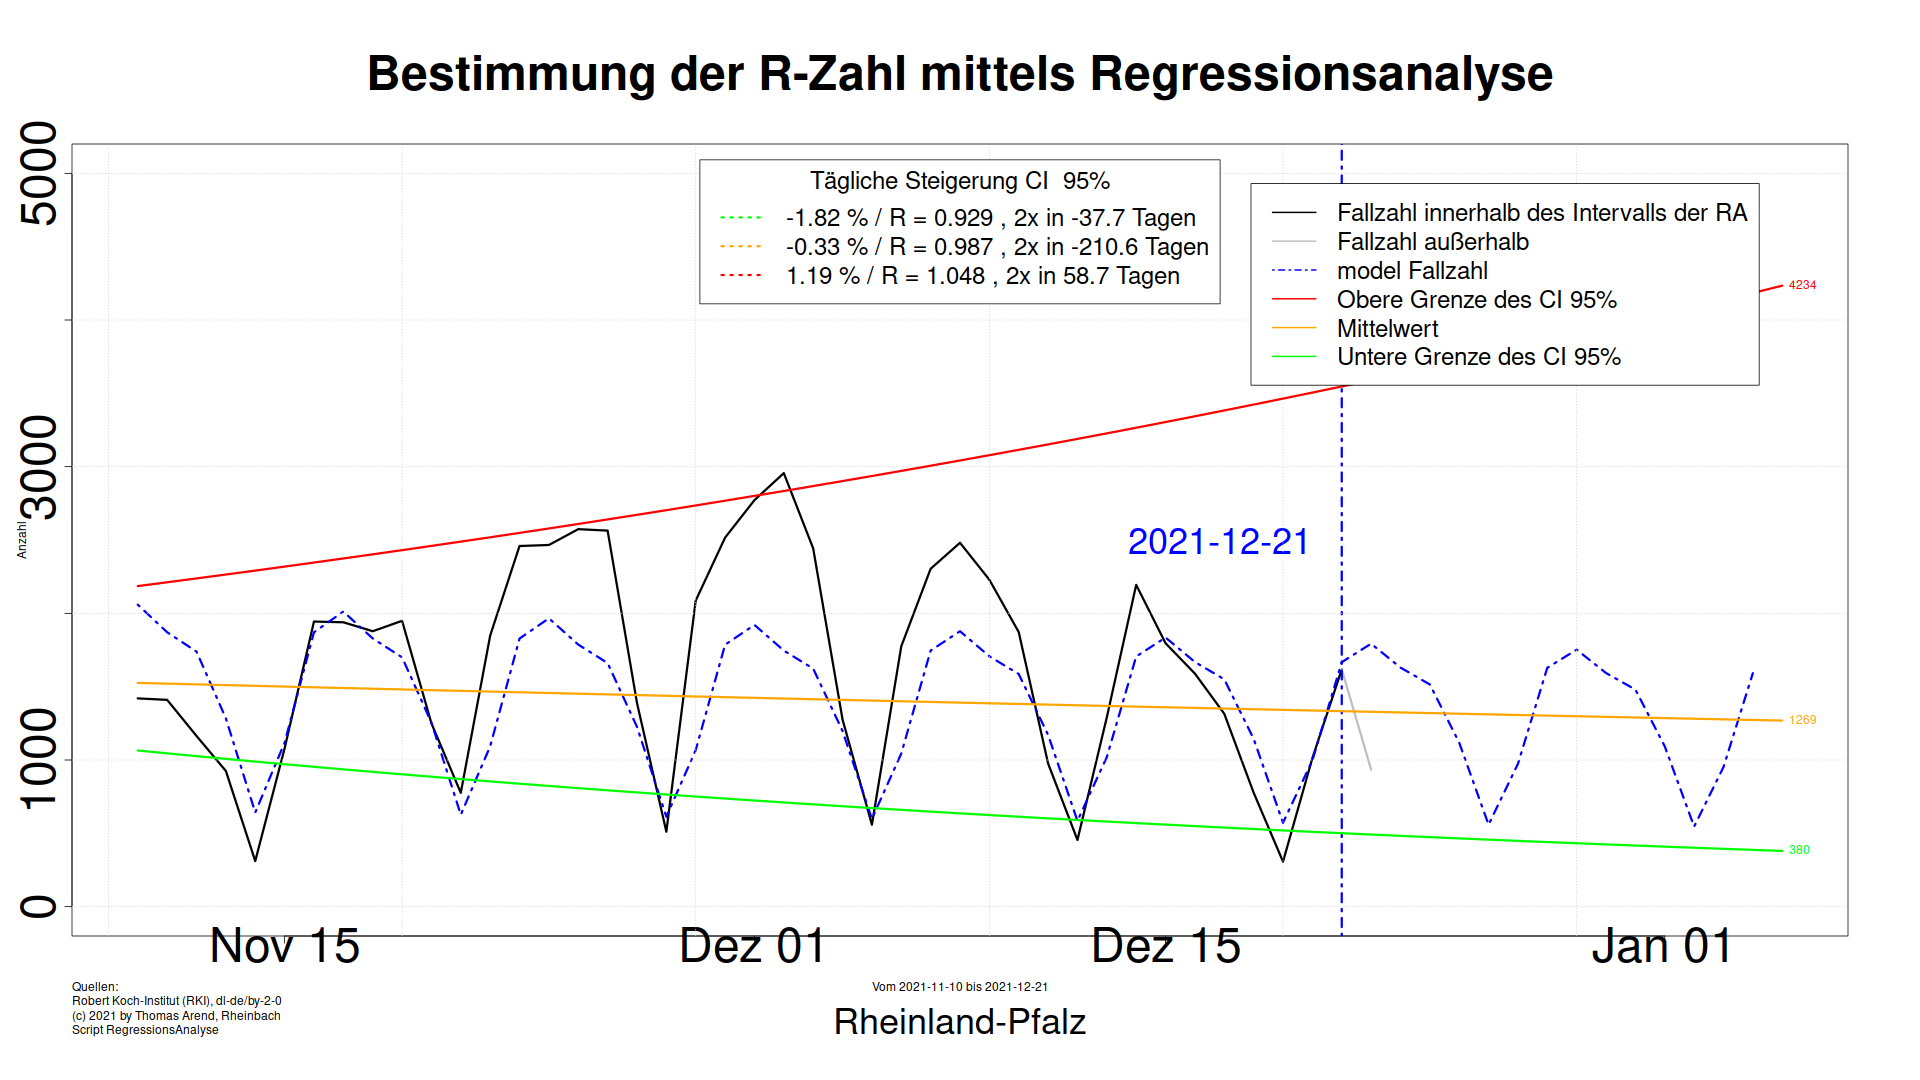 Bestimmung der R-Zahl mittels Regressionsanalyse
5000
3000
1000
0
Anzahl
Tägliche Steigerung CI  95%
-1.82 % / R = 0.929 , 2x in -37.7 Tagen
-0.33 % / R = 0.987 , 2x in -210.6 Tagen
1.19 % / R = 1.048 , 2x in 58.7 Tagen
Fallzahl innerhalb des Intervalls der RA
Fallzahl außerhalb
model Fallzahl
Obere Grenze des CI 95%
Mittelwert
Untere Grenze des CI 95%
4234
2021-12-21
1269
380
Nov 15
Dez 01
Dez 15
Jan 01
Quellen:
Robert Koch-Institut (RKI), dl-de/by-2-0
(c) 2021 by Thomas Arend, Rheinbach
Script RegressionsAnalyse
Vom 2021-11-10 bis 2021-12-21
Rheinland-Pfalz